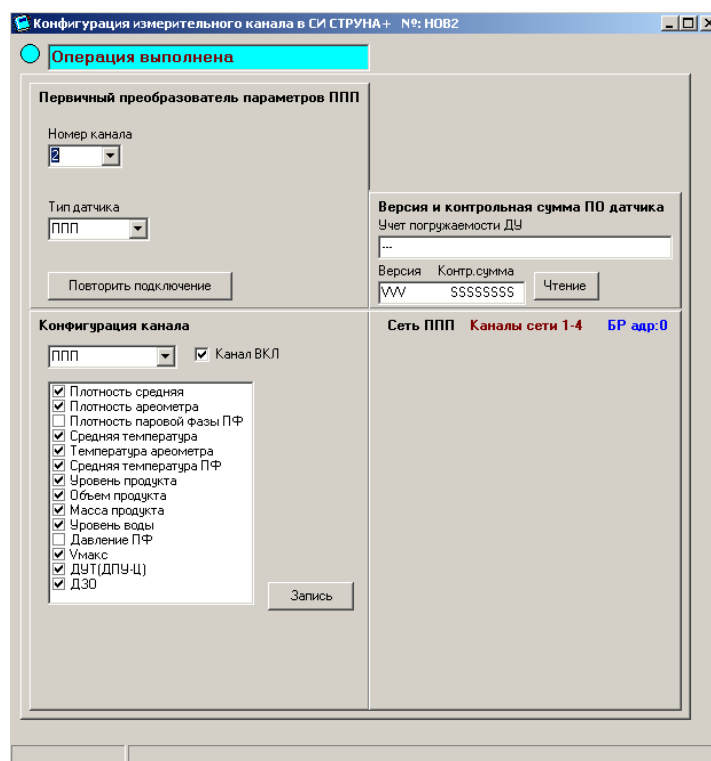 Конфигурация измерительного канала в СИ СТРУНА+ №: НОВ2
Операция выполнена
Первичный преобразователь параметров ППП
Номер канала
2
Тип датчика
ППП
Повторить подключение
Версия и контрольная сумма ПО датчика
Учет погружаемости ДУ
---
Версия Контр.сумма
VVV SSSSSSSS
Чтение
Конфигурация канала
ППП
Канал ВКЛ
Плотность средняя
Плотность ареометра
Плотность паровой фазы ПФ
Средняя температура
Температура ареометра
Средняя температура ПФ
Уровень продукта
Объем продукта
Масса продукта
Уровень воды
Давление ПФ
Vмакс
ДУТ(ДПУ-Ц)
ДЗО
Запись
Сеть ППП Каналы сети 1-4 БР адр:0